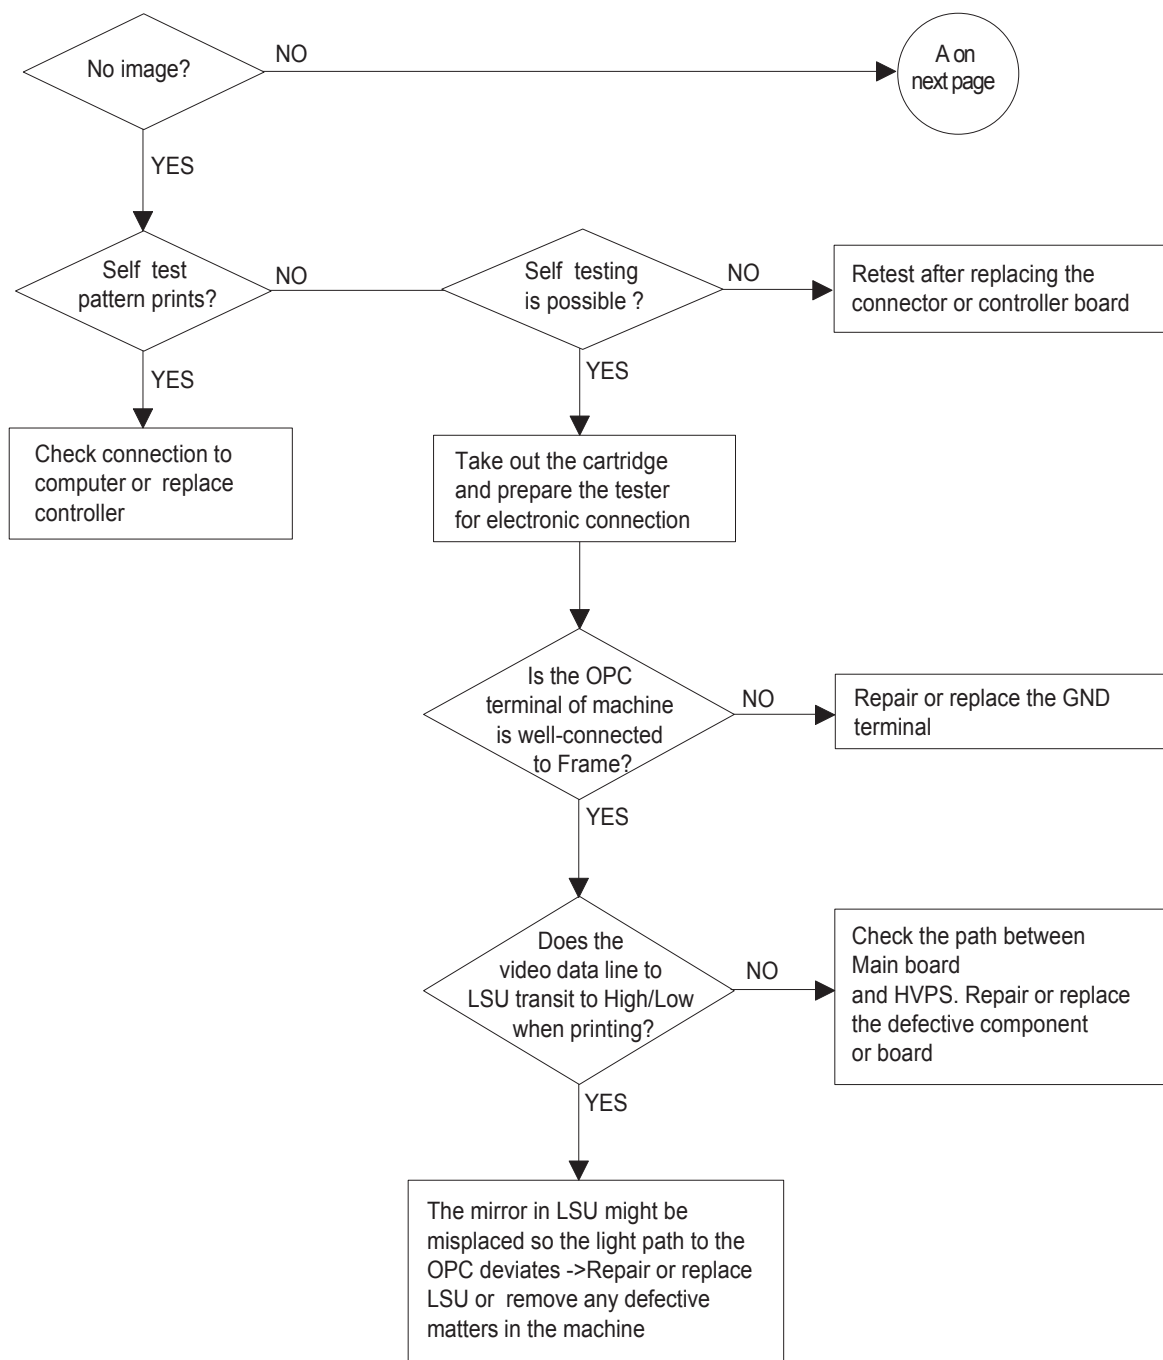 No image?
NO
A on
next page
YES
Self test
pattern prints?
NO
Self testing
is possible ?
NO
Retest after replacing the
connector or controller board
YES
YES
Check connection to
computer or replace
controller
Take out the cartridge
and prepare the tester
for electronic connection
Is the OPC
terminal of machine
is well-connected
to Frame?
NO
Repair or replace the GND
terminal
YES
Does the
video data line to
LSU transit to High/Low
when printing?
NO
Check the path between
Main board
and HVPS. Repair or replace
the defective component
or board
YES
The mirror in LSU might be
misplaced so the light path to the
OPC deviates ->Repair or replace
LSU or remove any defective
matters in the machine